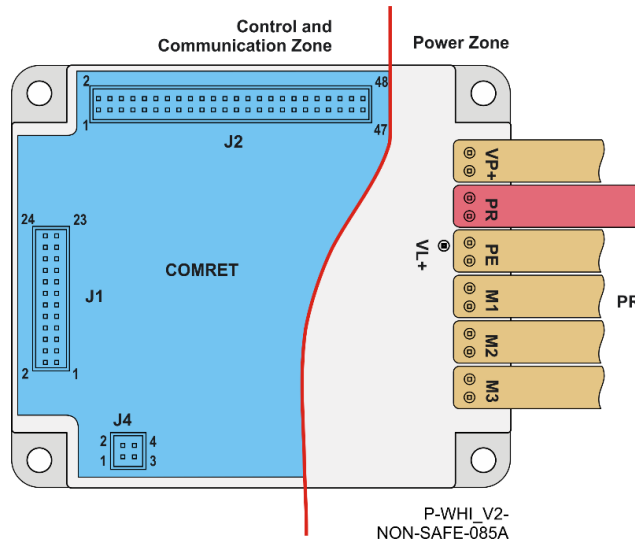 Control and
Communication Zone
Power Zone
2
48
1
47
J2
VP+
24
23
PR
VL+
PE
COMRET
J1
M1
PR
M2
2
1
M3
J4
2
4
1
3
P-WHI_V2-
NON-SAFE-085A